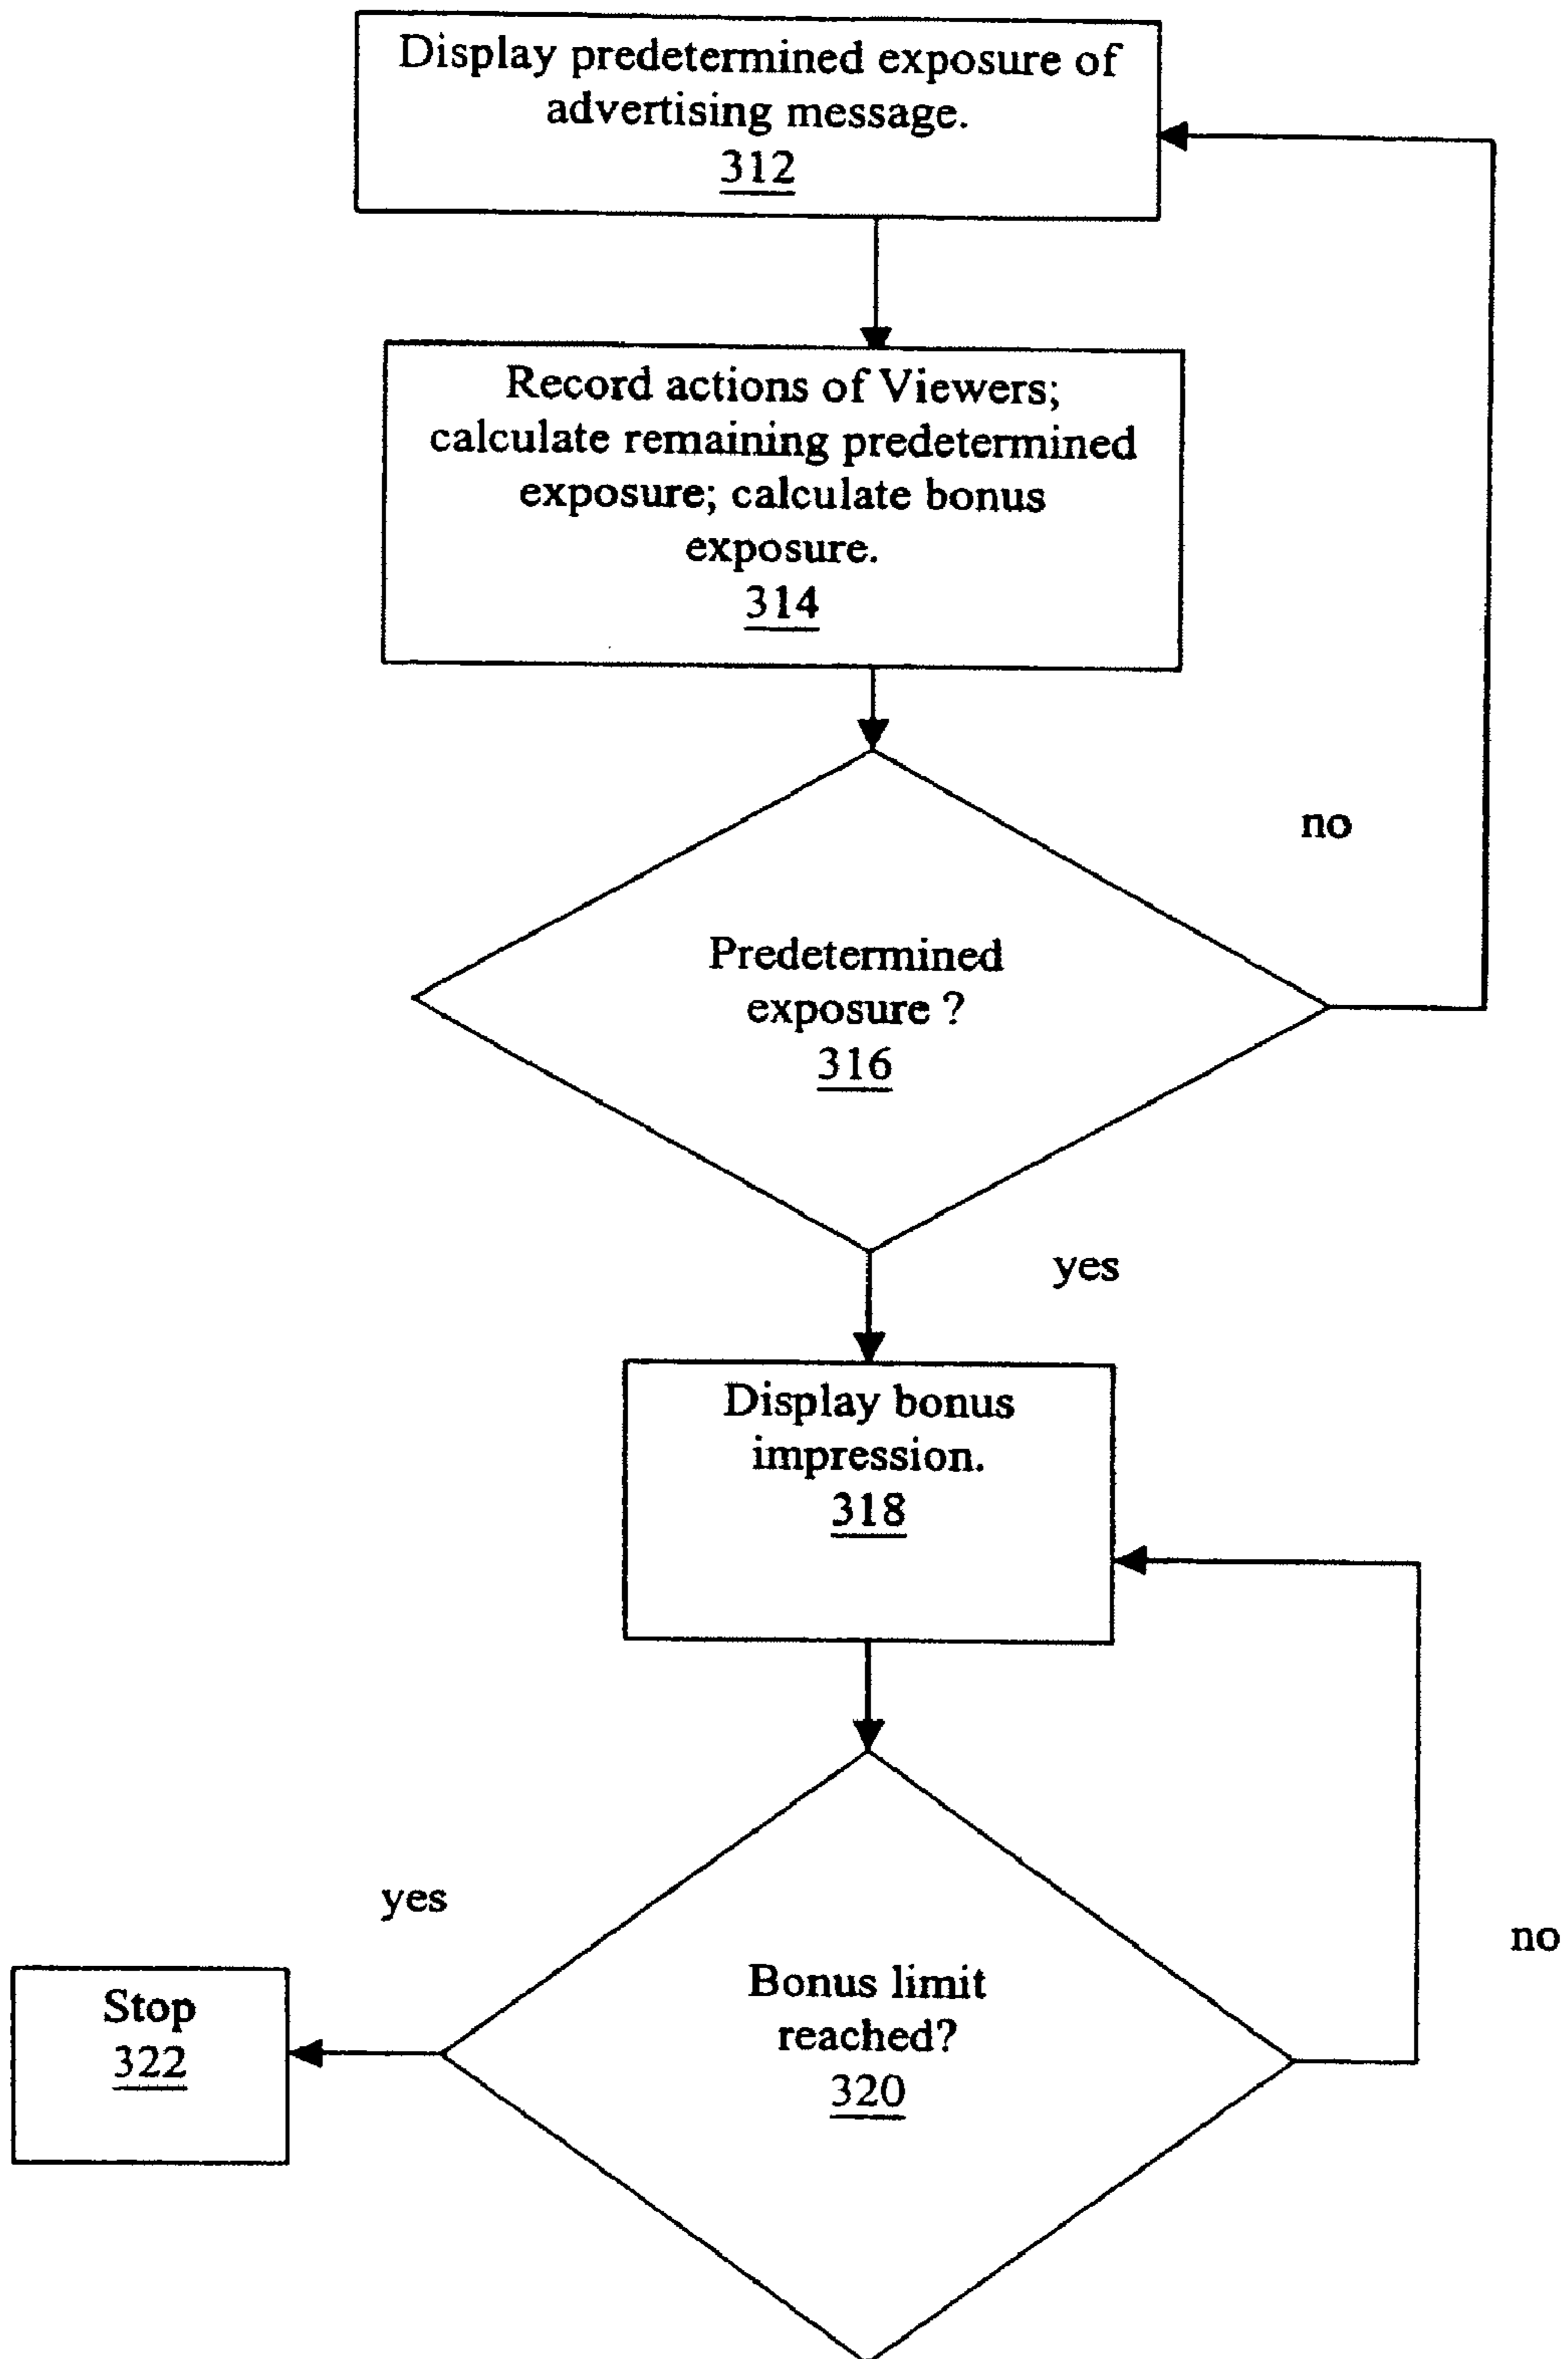 Display predetermined exposure of
advertising message.
312
Record actions of Viewers;
calculate remaining predetermined
exposure; calculate bonus
exposure.
314
no
Predetermined
exposure ?
316
yes
Display bonus
impression.
318
yes
no
Bonus limit
reached?
320
Stop
322